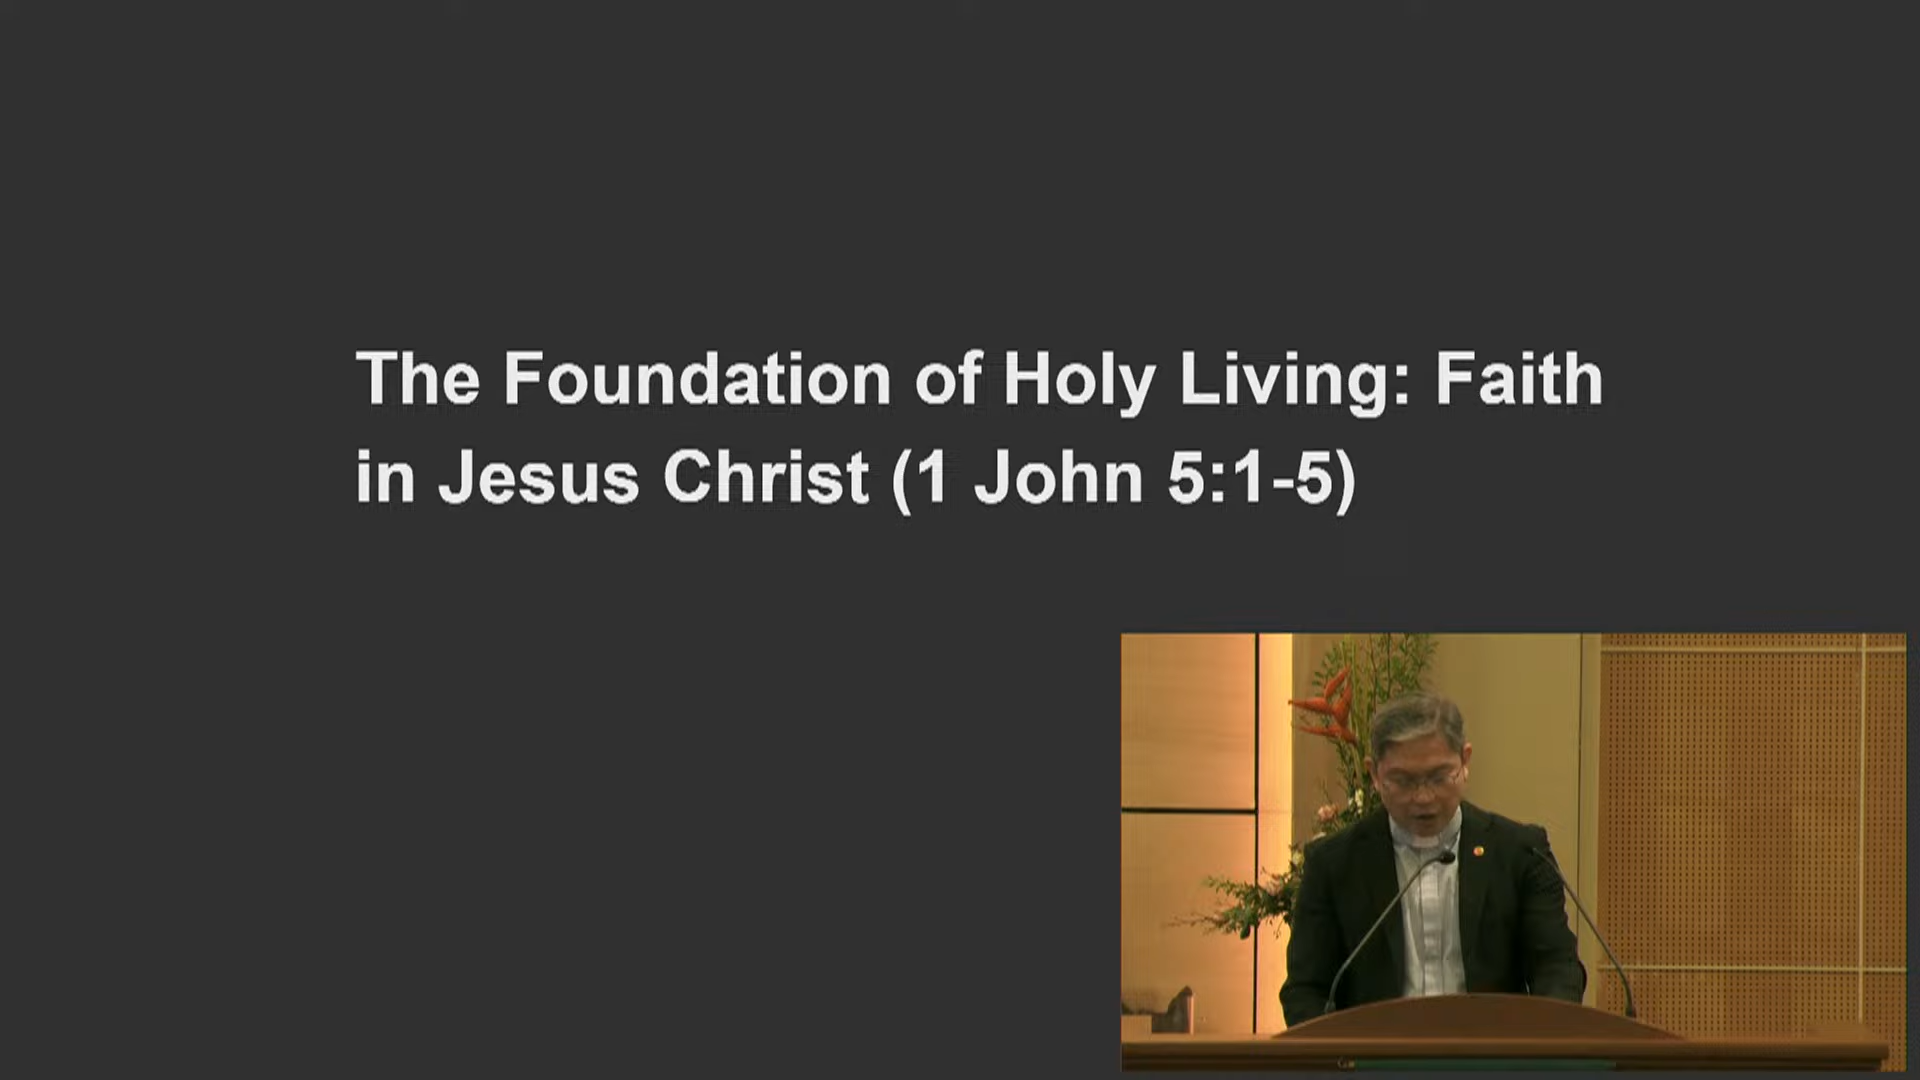 The Foundation of Holy Living: Faith
in Jesus Christ (1 John 5:1-5)